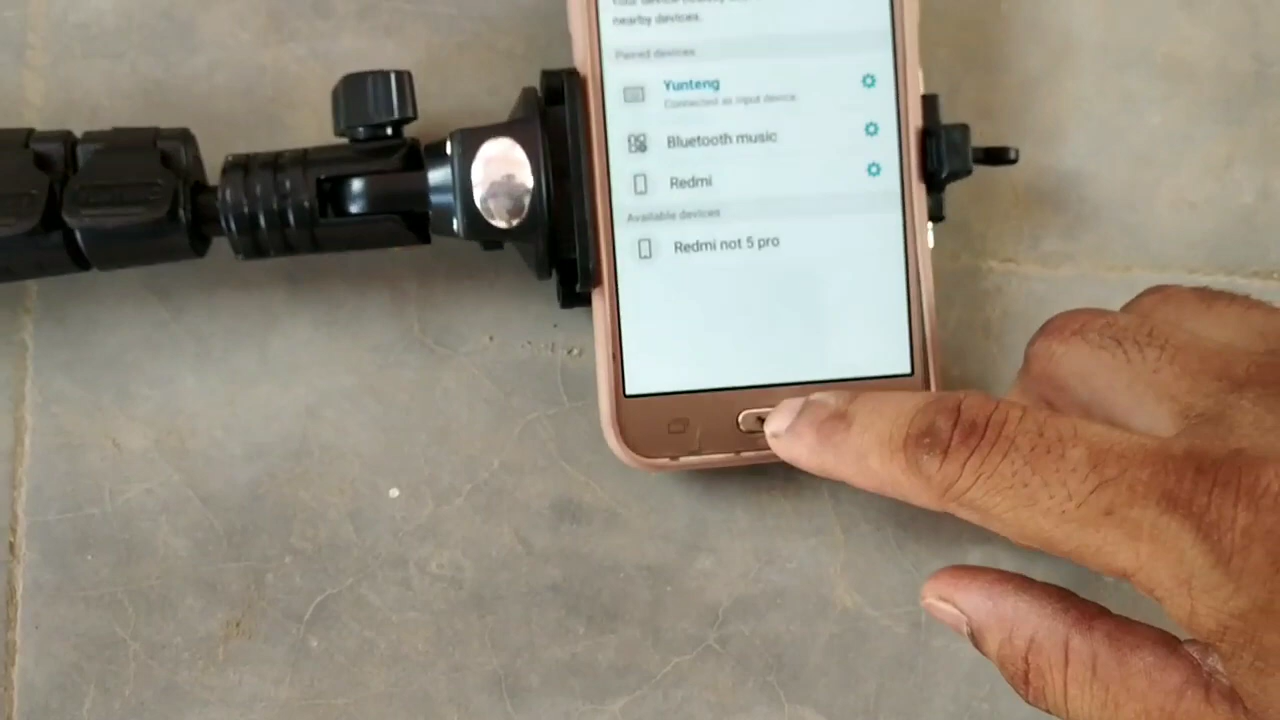 nearby devices.
Paired devices
Yunteng
Connected as input device
Bluetooth music
Redmi
Available devices
Redmi not 5 pro